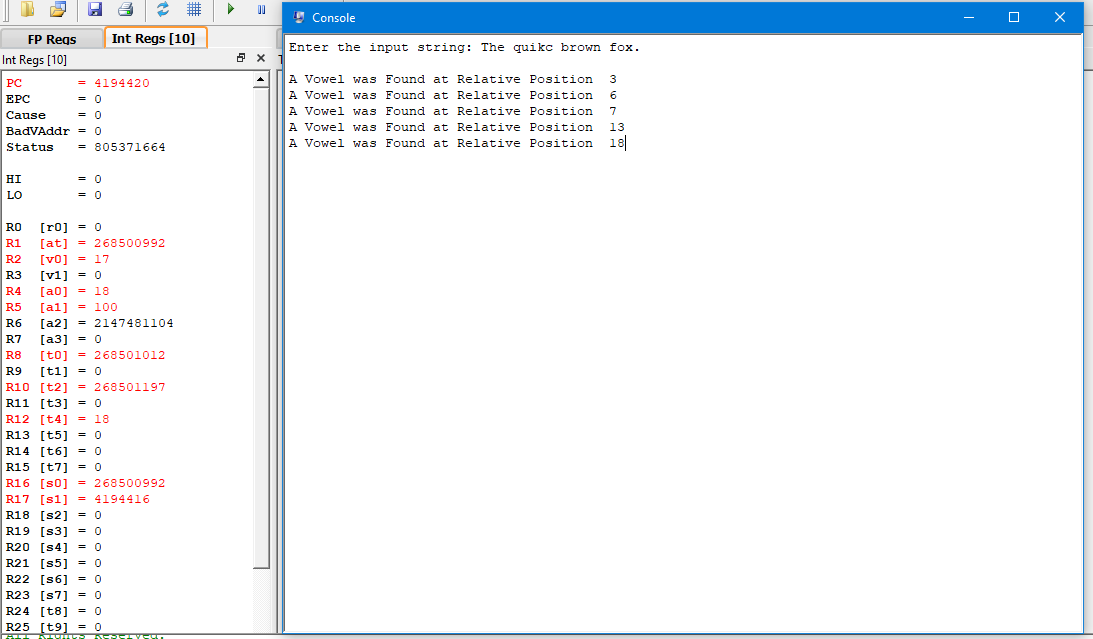 FP Regs
Int Regs [10]
Int Regs [10]
PC = 4194420
EPC = 0
Cause = 0
BadVAddr = 0
Status = 805371664
HI = 0
LO = 0
R0 [r0] = 0
R1 [at] = 268500992
R2 [v0] = 17
R3 [v1] = 0
R4 [a0] = 18
R5 [a1] = 100
R6 [a2] = 2147481104
R7 [a3] = 0
R8 [t0] = 268501012
R9 [t1] = 0
R10 [t2] = 268501197
R11 [t3] = 0
R12 [t4] = 18
R13 [t5] = 0
R14 [t6] = 0
R15 [t7] = 0
R16 [s0] = 268500992
R17 [s1] = 4194416
R18 [s2] = 0
R19 [s3] = 0
R20 [s4] = 0
R21 [s5] = 0
R22 [s6] = 0
R23 [s7] = 0
R24 [t8] = 0
R25 [t9] = 0
All Rights Reserved.
Console
Enter the input string: The quikc brown fox.
A Vowel was Found at Relative Position 3
A Vowel was Found at Relative Position 6
A Vowel was Found at Relative Position 7
A Vowel was Found at Relative Position 13
A Vowel was Found at Relative Position 18